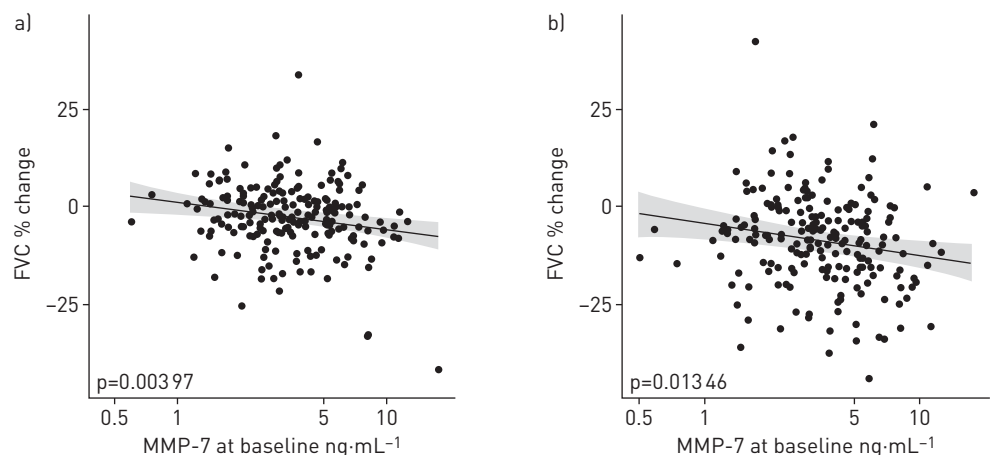 a)
25
0
−25
FVC % change
p=0.00397
0.5 1 5 10
MMP-7 at baseline ng·mL⁻¹
b)
25
0
−25
FVC % change
p=0.01346
0.5 1 5 10
MMP-7 at baseline ng·mL⁻¹